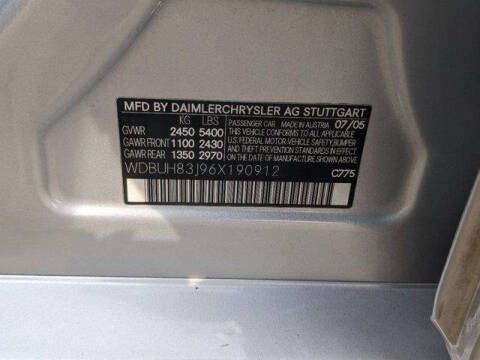 MFD BY DAIMLERCHRYSLER AG STUTTGART
KG LBS PASSENGER CAR MADE IN AUSTRIA 07/05
GVWR 2450 5400 THIS VEHICLE CONFORMS TO ALL APPLICABLE
GAWR FRONT 1100 2430 U.S. FEDERAL MOTOR VEHICLE SAFETY, BUMPER
GAWR REAR 1350 2970 AND THEFT PREVENTION STANDARDS IN EFFECT
ON THE DATE OF MANUFACTURE SHOWN ABOVE.
WDBUH83J96X190912 C775